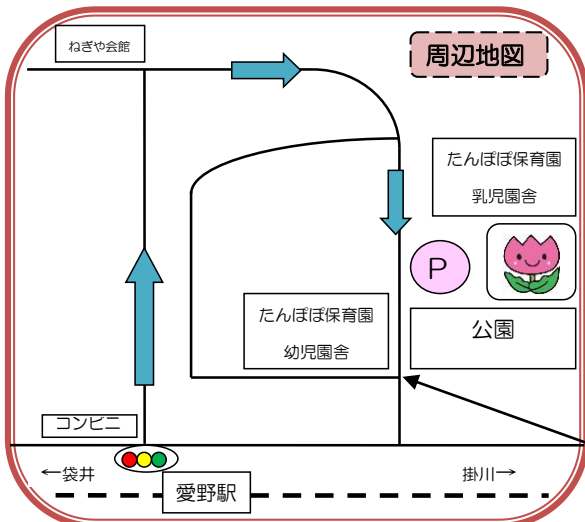 ねぎや会館
周辺地図
たんぽぽ保育園
乳児園舎
P
たんぽぽ保育園
幼児園舎
公園
コンビニ
←袋井
掛川→
愛野駅